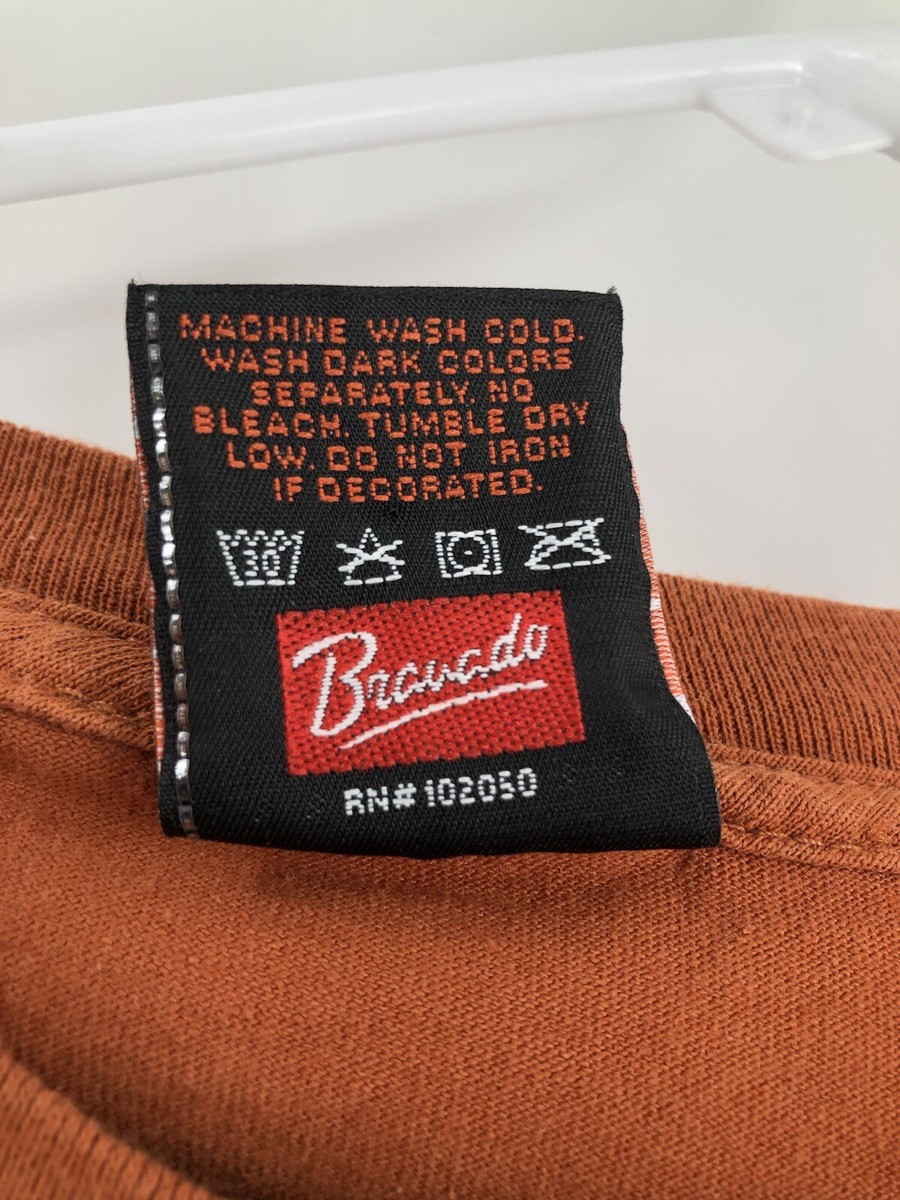 MACHINE WASH COLD.
WASH DARK COLORS
SEPARATELY. NO
BLEACH. TUMBLE DRY
LOW. DO NOT IRON
IF DECORATED.
30
Bravado
RN#102050